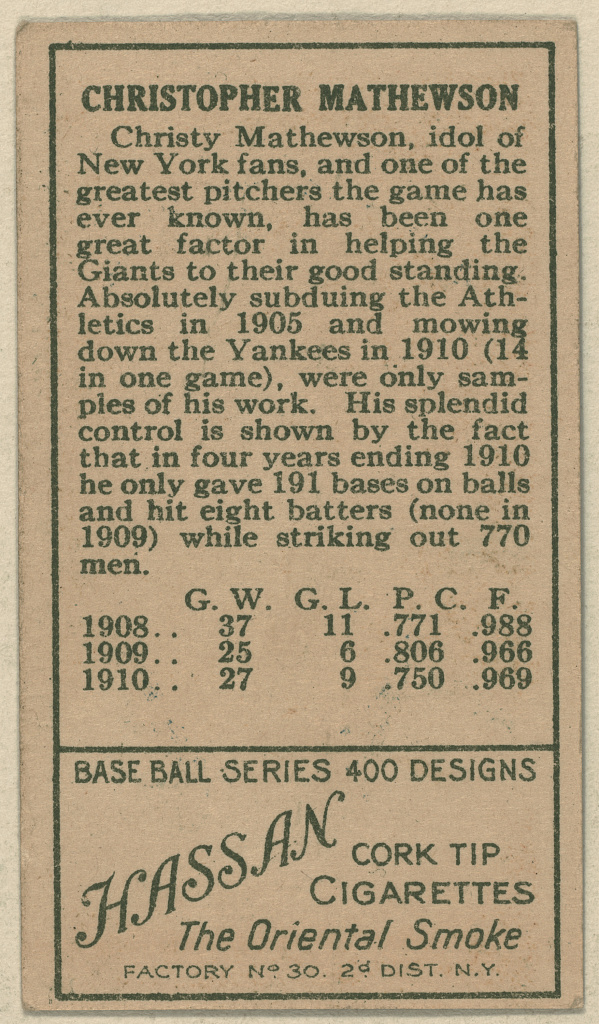 CHRISTOPHER MATHEWSON
Christy Mathewson, idol of
New York fans, and one of the
greatest pitchers the game has
ever known, has been one
great factor in helping the
Giants to their good standing.
Absolutely subduing the Ath-
letics in 1905 and mowing
down the Yankees in 1910 (14
in one game), were only sam-
ples of his work. His splendid
control is shown by the fact
that in four years ending 1910
he only gave 191 bases on balls
and hit eight batters (none in
1909) while striking out 770
men.
G. W. G. L. P. C. F.
1908.. 37 11 .771 .988
1909.. 25 6 .806 .966
1910.. 27 9 .750 .969
BASE BALL SERIES 400 DESIGNS
HASSAN
CORK TIP
CIGARETTES
The Oriental Smoke
FACTORY Nº 30. 2ᵈ DIST. N.Y.